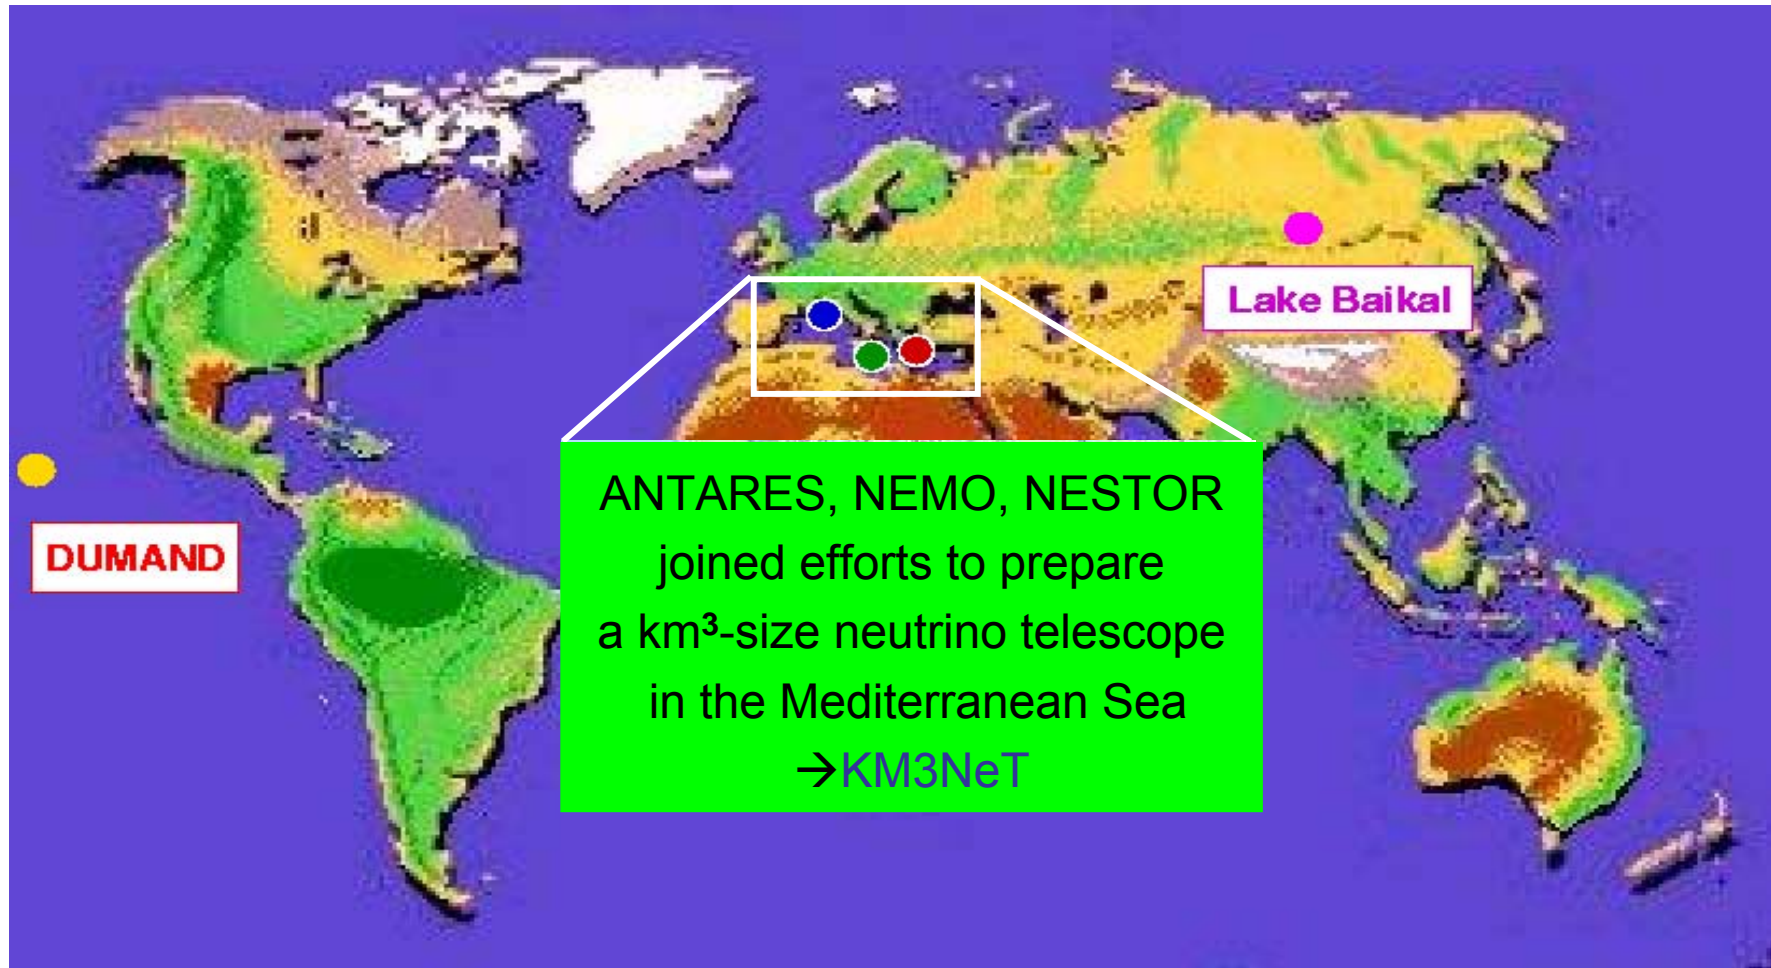 Lake Baikal
DUMAND
ANTARES, NEMO, NESTOR
joined efforts to prepare
a km³-size neutrino telescope
in the Mediterranean Sea
→KM3NeT